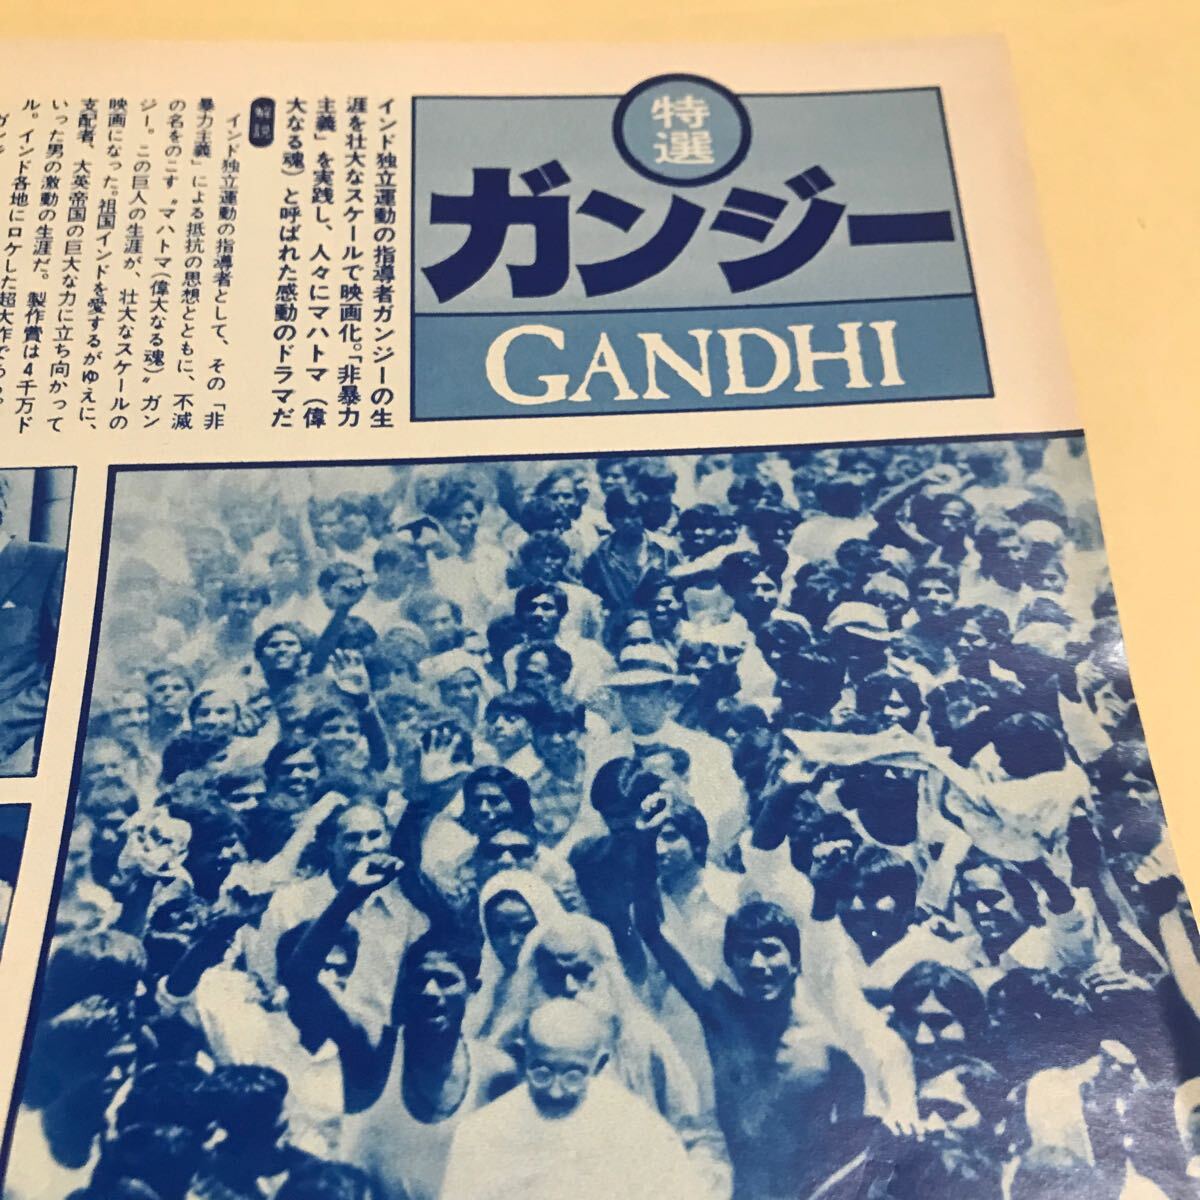 特選
ガンジー
GANDHI
インド独立運動の指導者ガンジーの生
涯を壮大なスケールで映画化。「非暴力
主義」を実践し、人々にマハトマ（偉
大なる魂）と呼ばれた感動のドラマだ
解説
インド独立運動の指導者として、その「非
暴力主義」による抵抗の思想とともに、不滅
の名をのこす〝マハトマ（偉大なる魂）〟ガン
ジー。この巨人の生涯が、壮大なスケールの
映画になった。祖国インドを愛するがゆえに、
支配者、大英帝国の巨大な力に立ち向かって
いった男の激動の生涯だ。製作賞は4千万ド
ル。インド各地にロケした超大作である。